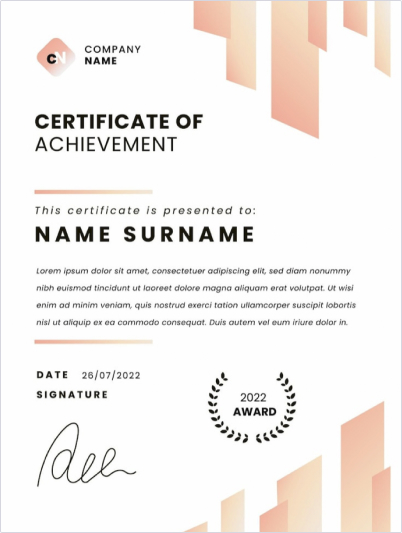 CN
COMPANY
NAME
CERTIFICATE OF
ACHIEVEMENT
This certificate is presented to:
NAME SURNAME
Lorem ipsum dolor sit amet, consectetuer adipiscing elit, sed diam nonummy
nibh euismod tincidunt ut laoreet dolore magna aliquam erat volutpat. Ut wisi
enim ad minim veniam, quis nostrud exerci tation ullamcorper suscipit lobortis
nisl ut aliquip ex ea commodo consequat. Duis autem vel eum iriure dolor in.
DATE 26/07/2022
SIGNATURE
2022
AWARD